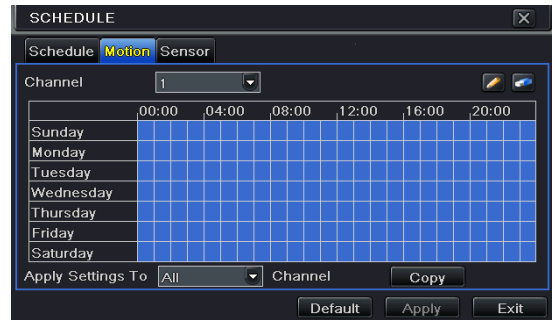 SCHEDULE
Schedule Motion Sensor
Channel 1
00:00 04:00 08:00 12:00 16:00 20:00
Sunday
Monday
Tuesday
Wednesday
Thursday
Friday
Saturday
Apply Settings To All Channel Copy
Default Apply Exit